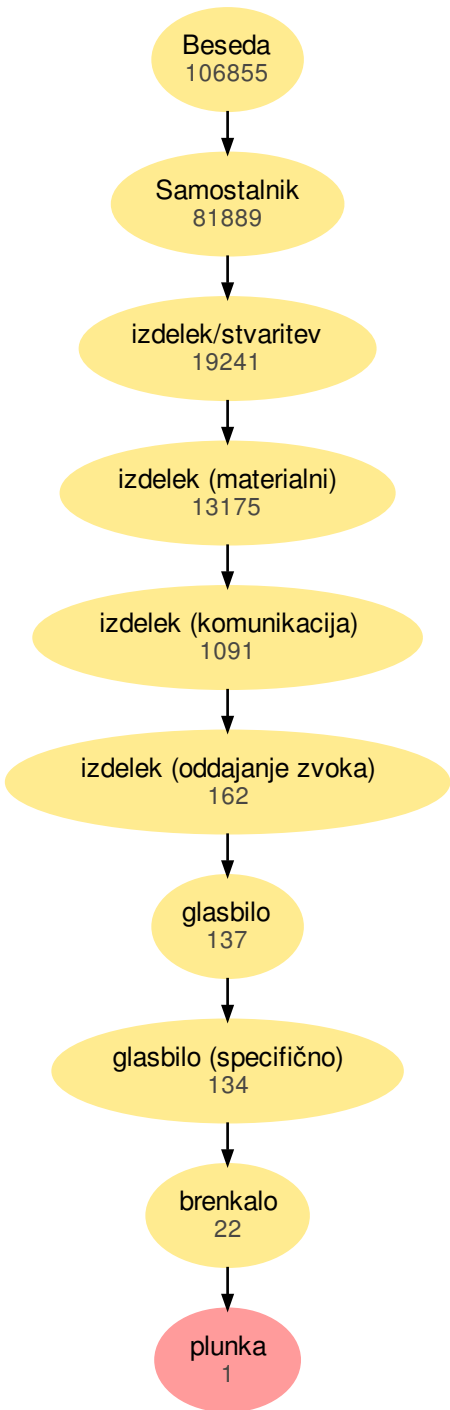 Beseda
106855
Samostalnik
81889
izdelek/stvaritev
19241
izdelek (materialni)
13175
izdelek (komunikacija)
1091
izdelek (oddajanje zvoka)
162
glasbilo
137
glasbilo (specifično)
134
brenkalo
22
plunka
1